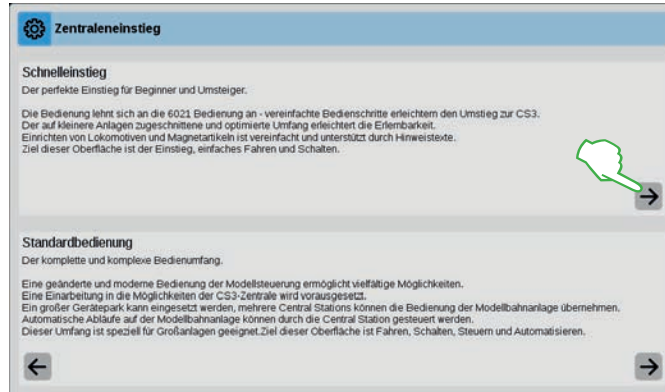 Zentraleneinstieg
Schnelleinstieg
Der perfekte Einstieg für Beginner und Umsteiger.
Die Bedienung lehnt sich an die 6021 Bedienung an - vereinfachte Bedienschritte erleichtern den Umstieg zur CS3.
Der auf kleinere Anlagen zugeschnittene und optimierte Umfang erleichtert die Erlernbarkeit.
Einrichten von Lokomotiven und Magnetartikeln ist vereinfacht und unterstützt durch Hinweistexte.
Ziel dieser Oberfläche ist der Einstieg, einfaches Fahren und Schalten.
Standardbedienung
Der komplette und komplexe Bedienumfang.
Eine geänderte und moderne Bedienung der Modellsteuerung ermöglicht vielfältige Möglichkeiten.
Eine Einarbeitung in die Möglichkeiten der CS3-Zentrale wird vorausgesetzt.
Ein großer Gerätepark kann eingesetzt werden, mehrere Central Stations können die Bedienung der Modellbahnanlage übernehmen.
Automatische Abläufe auf der Modellbahnanlage können durch die Central Station gesteuert werden.
Dieser Umfang ist speziell für Großanlagen geeignet.Ziel dieser Oberfläche ist Fahren, Schalten, Steuern und Automatisieren.